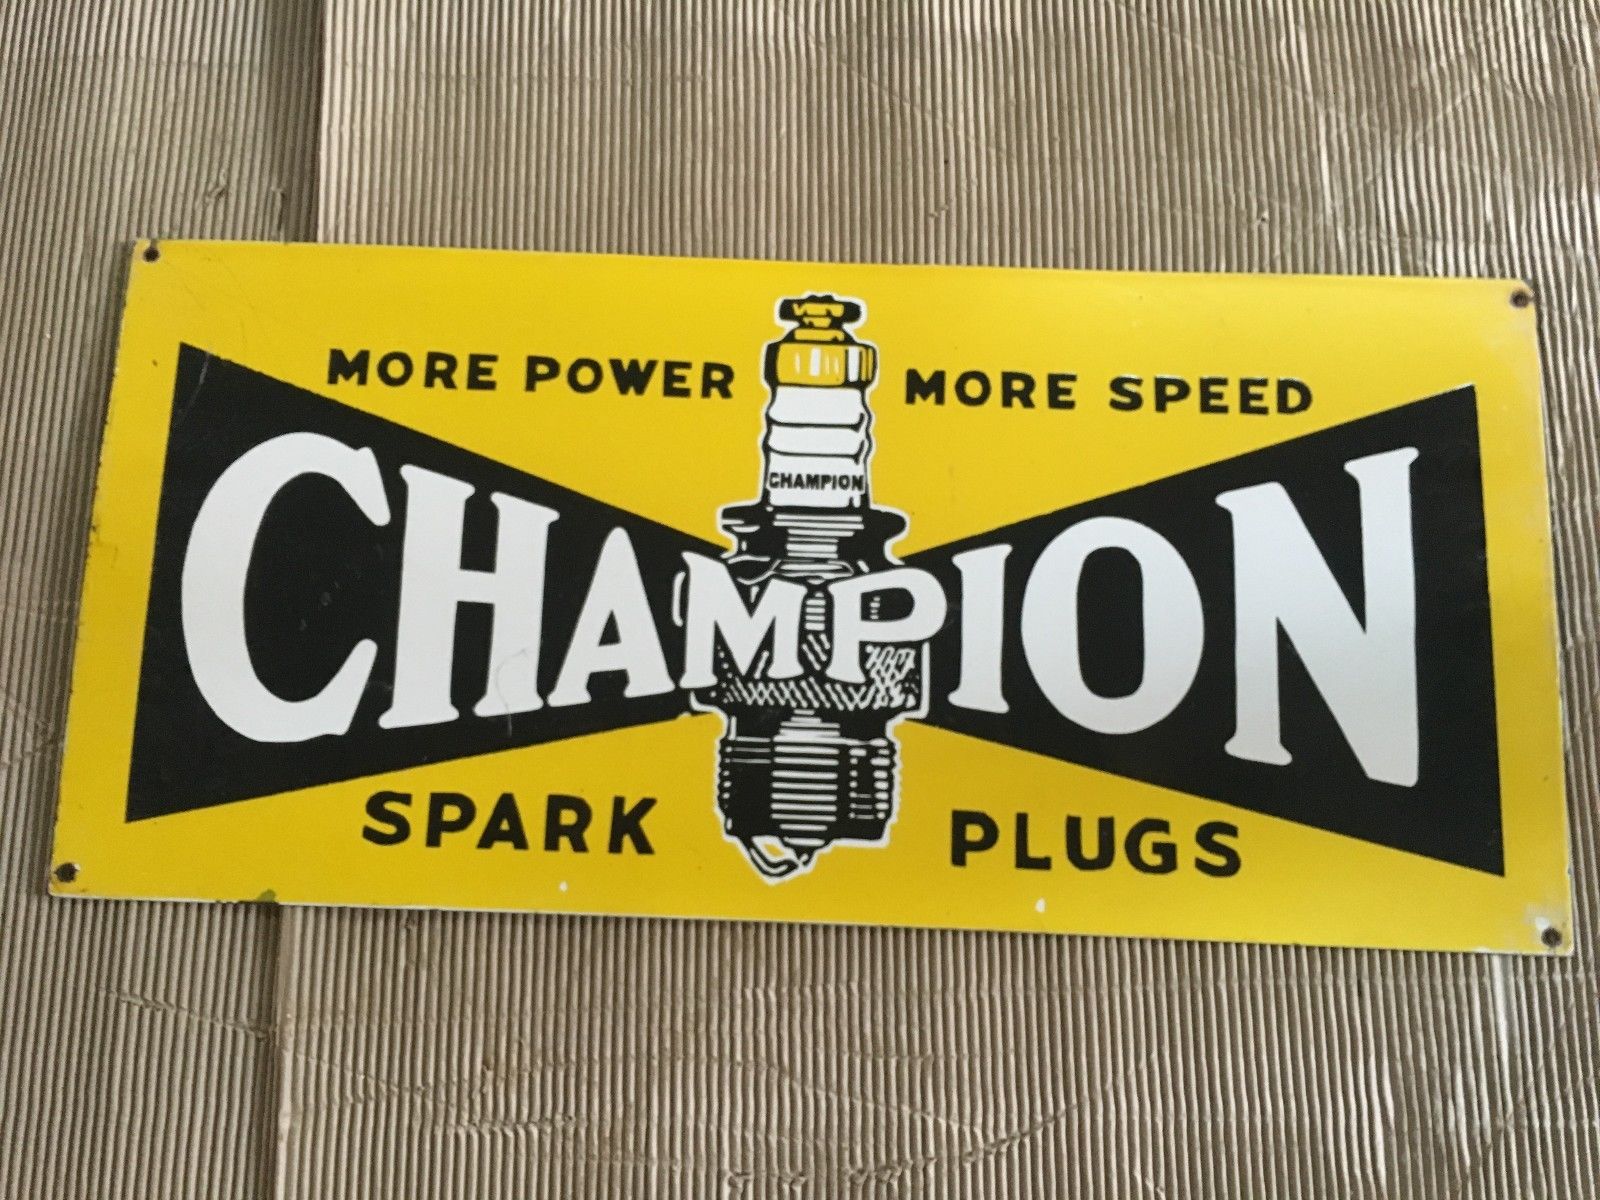 MORE POWER MORE SPEED
CHAMPION
CHAMPION
SPARK PLUGS